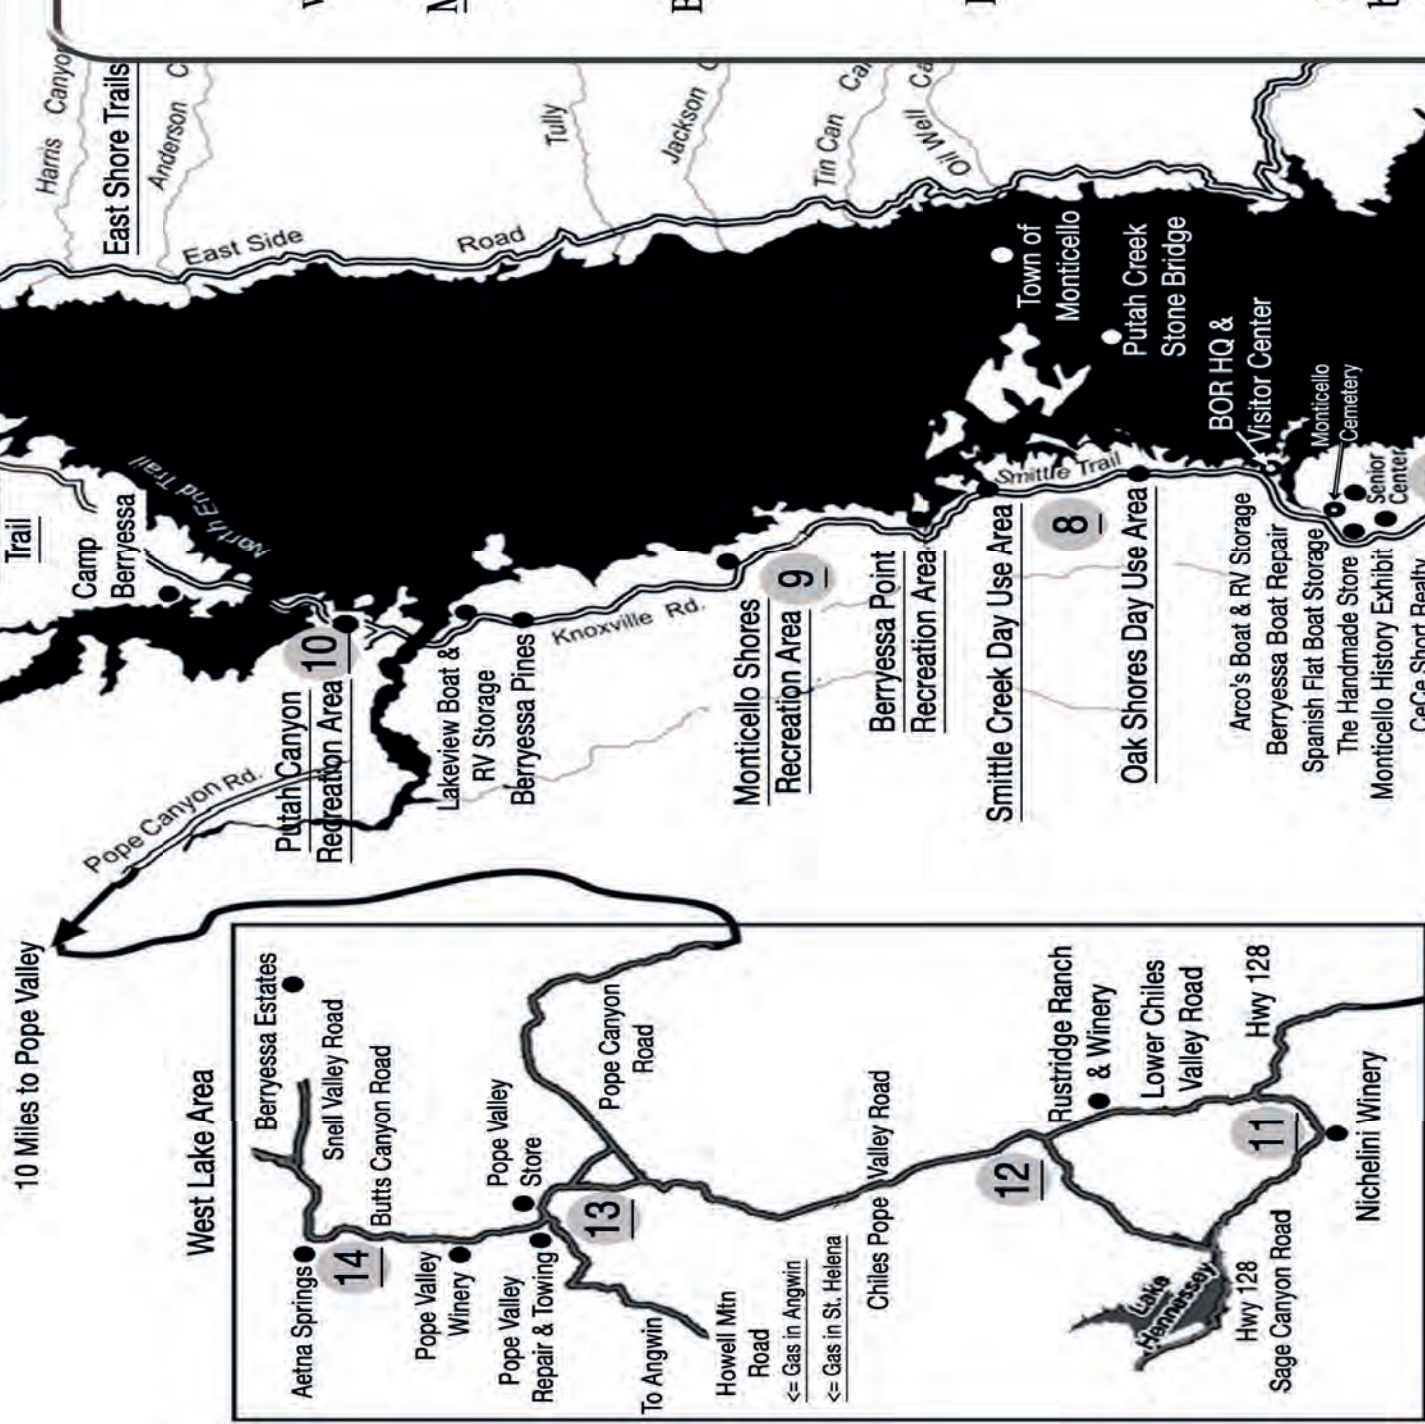 Harris Canyo
East Shore Trails
Anderson C
Tully
Jackson C
Tin Can Ca
Oil Well Ca
East Side
Road
Town of
Monticello
Putah Creek
Stone Bridge
BOR HQ &
Visitor Center
Monticello
Cemetery
Senior
Center
Trail
North End Trail
Camp
Berryessa
10
Putah Canyon
Recreation Area
Pope Canyon Rd.
Lakeview Boat &
RV Storage
Berryessa Pines
Knoxville Rd.
Monticello Shores
Recreation Area
9
Berryessa Point
Recreation Area
Smittle Trail
Smittle Creek Day Use Area
8
Oak Shores Day Use Area
Arco's Boat & RV Storage
Berryessa Boat Repair
Spanish Flat Boat Storage
The Handmade Store
Monticello History Exhibit
CeCe Short Realty
10 Miles to Pope Valley
West Lake Area
Berryessa Estates
Snell Valley Road
Butts Canyon Road
Aetna Springs
14
Pope Valley
Winery
Pope Valley
Store
Pope Valley
Repair & Towing
13
Pope Canyon
Road
To Angwin
Howell Mtn
Road
<= Gas in Angwin
<= Gas in St. Helena
Chiles Pope Valley Road
12
Rustridge Ranch
& Winery
Lower Chiles
Valley Road
Hwy 128
11
Nichelini Winery
Lake
Hennessey
Hwy 128
Sage Canyon Road